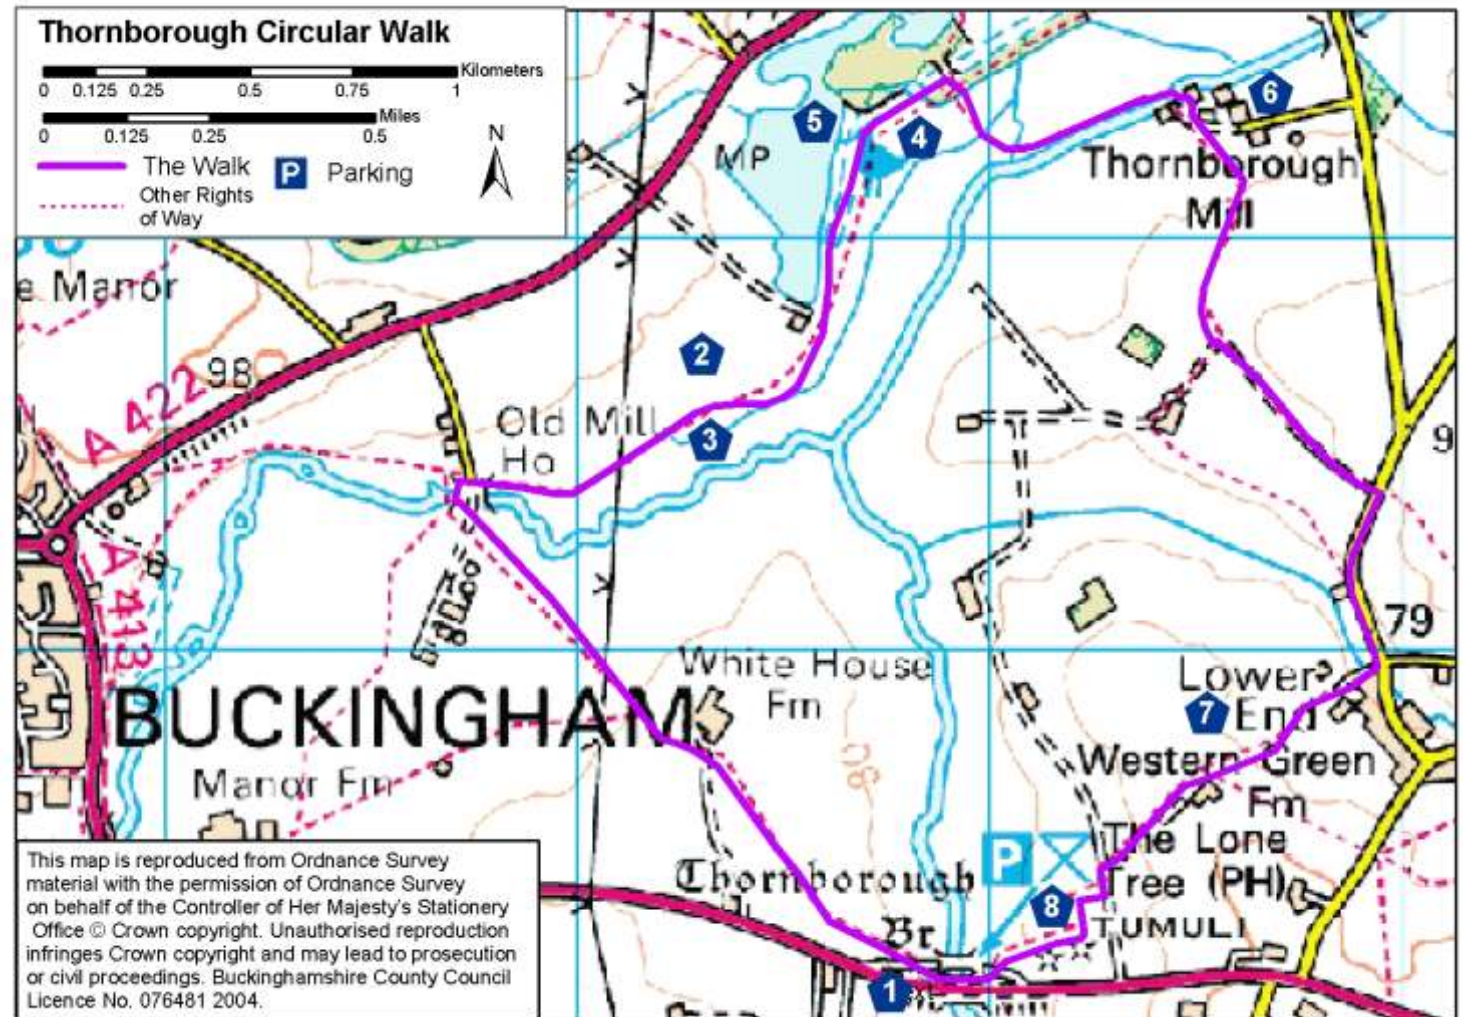 Thornborough Circular Walk
Kilometers
0 0.125 0.25 0.5 0.75 1
Miles
0 0.125 0.25 0.5
N
The Walk
P Parking
Other Rights
of Way
6
5
4
MP
Thornborough
Mill
e Manor
2
98
A 422
Old Mill
Ho
3
9
A 413
79
White House
Fm
Lower
End
7
BUCKINGHAM
Western Green
Fm
Manor Fm
80
The Lone
Tree (PH)
P
Thornborough
Br
8
TUMULI
1
This map is reproduced from Ordnance Survey
material with the permission of Ordnance Survey
on behalf of the Controller of Her Majesty's Stationery
Office © Crown copyright. Unauthorised reproduction
infringes Crown copyright and may lead to prosecution
or civil proceedings. Buckinghamshire County Council
Licence No. 076481 2004.